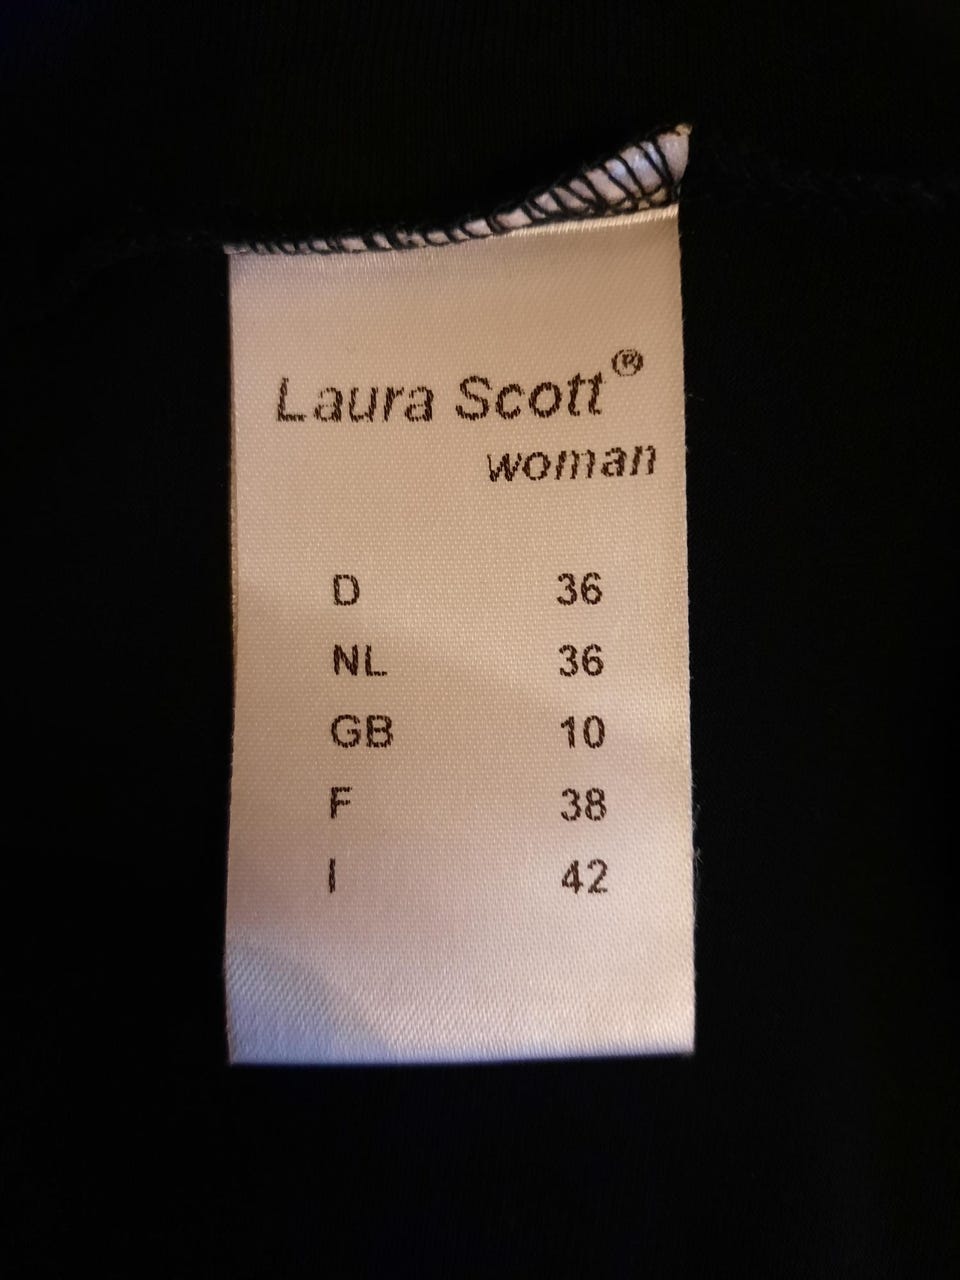 Laura Scott®
woman
D 36
NL 36
GB 10
F 38
I 42